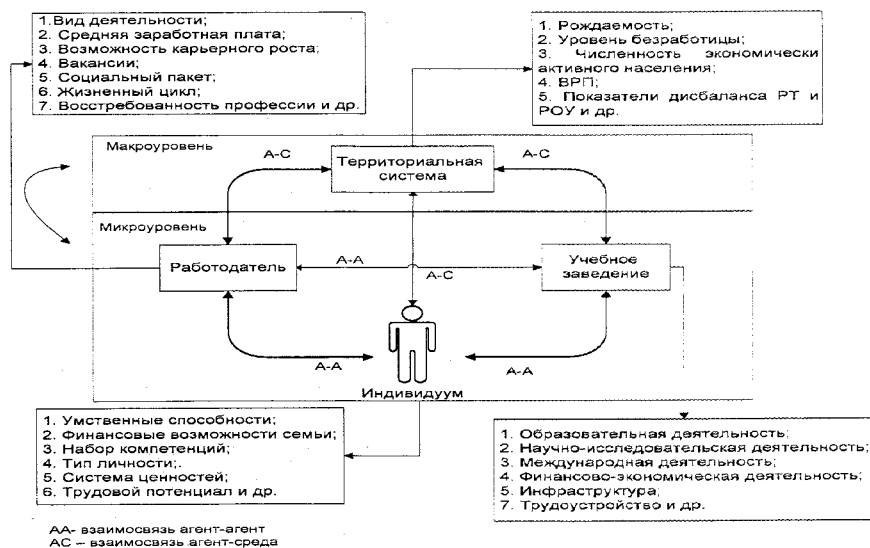 1.Вид деятельности;
2. Средняя заработная плата;
3. Возможность карьерного роста;
4. Вакансии;
5. Социальный пакет;
6. Жизненный цикл;
7. Восстребованность профессии и др.
1. Рождаемость;
2. Уровень безработицы;
3. Численность экономически
активного населения;
4. ВРП;
5. Показатели дисбаланса РТ и
РОУ и др.
Макроуровень
А-С
Территориальная
система
А-С
Микроуровень
Работодатель
А-А
А-С
Учебное
заведение
А-А
А-А
Индивидуум
1. Умственные способности;
2. Финансовые возможности семьи;
3. Набор компетенций;
4. Тип личности;.
5. Система ценностей;
6. Трудовой потенциал и др.
1. Образовательная деятельность;
2. Научно-исследовательская деятельность;
3. Международная деятельность;
4. Финансово-экономическая деятельность;
5. Инфраструктура;
7. Трудоустройство и др.
АА- взаимосвязь агент-агент
АС – взаимосвязь агент-среда